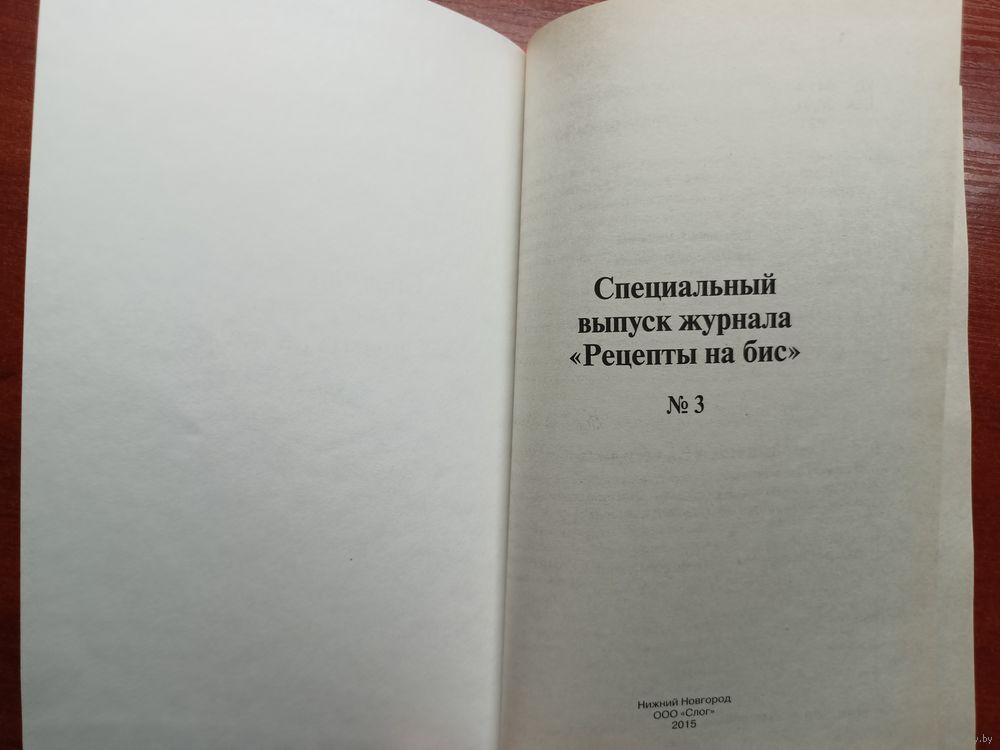 Специальный
выпуск журнала
«Рецепты на бис»
№ 3
Нижний Новгород
ООО «Слог»
2015